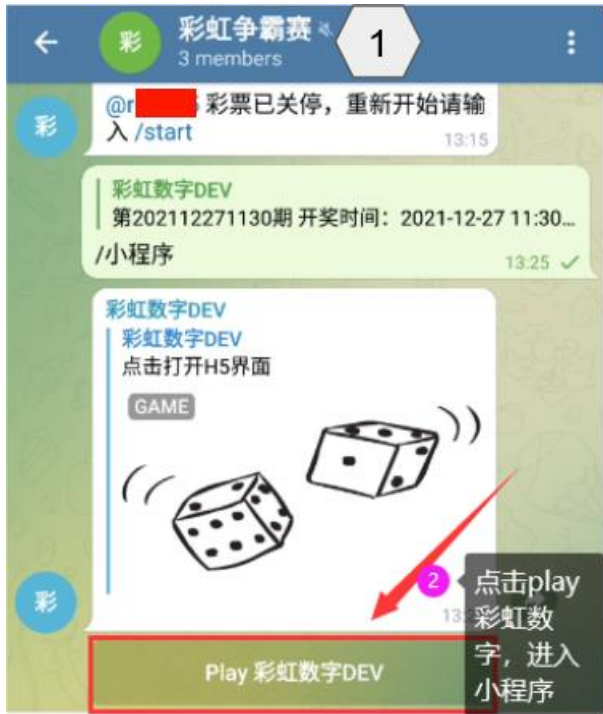 彩
彩虹争霸赛
3 members
1
彩
@r 彩票已关停，重新开始请输
入 /start
13:15
彩虹数字DEV
第202112271130期 开奖时间：2021-12-27 11:30...
/小程序
13:25
彩虹数字DEV
彩虹数字DEV
点击打开H5界面
GAME
2
点击play
彩虹数
字，进入
小程序
彩
Play 彩虹数字DEV